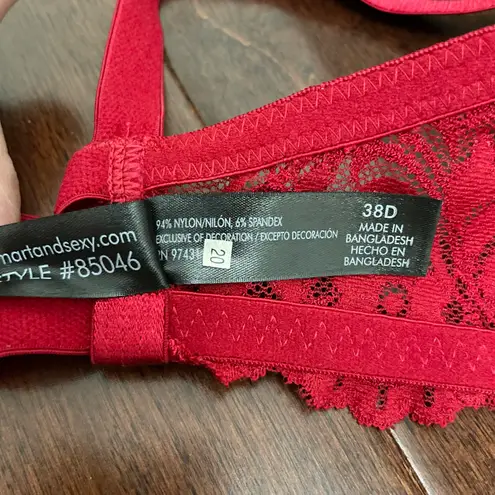 martandsexy.com
STYLE #85046
94% NYLON/NILÓN, 6% SPANDEX
EXCLUSIVE OF DECORATION / EXCEPTO DECORACIÓN
9743
20
38D
MADE IN
BANGLADESH
HECHO EN
BANGLADESH